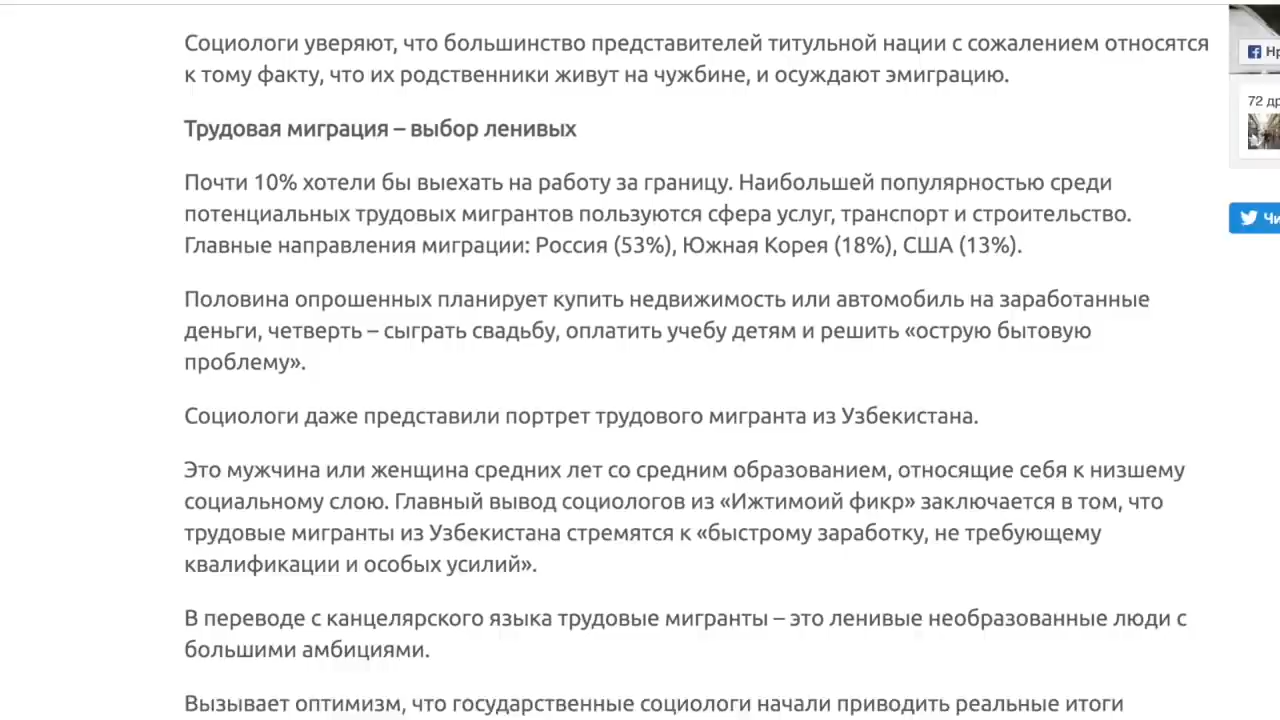 Социологи уверяют, что большинство представителей титульной нации с сожалением относятся
к тому факту, что их родственники живут на чужбине, и осуждают эмиграцию.
Трудовая миграция – выбор ленивых
Почти 10% хотели бы выехать на работу за границу. Наибольшей популярностью среди
потенциальных трудовых мигрантов пользуются сфера услуг, транспорт и строительство.
Главные направления миграции: Россия (53%), Южная Корея (18%), США (13%).
Половина опрошенных планирует купить недвижимость или автомобиль на заработанные
деньги, четверть – сыграть свадьбу, оплатить учебу детям и решить «острую бытовую
проблему».
Социологи даже представили портрет трудового мигранта из Узбекистана.
Это мужчина или женщина средних лет со средним образованием, относящие себя к низшему
социальному слою. Главный вывод социологов из «Ижтимоий фикр» заключается в том, что
трудовые мигранты из Узбекистана стремятся к «быстрому заработку, не требующему
квалификации и особых усилий».
В переводе с канцелярского языка трудовые мигранты – это ленивые необразованные люди с
большими амбициями.
Вызывает оптимизм, что государственные социологи начали приводить реальные итоги
72